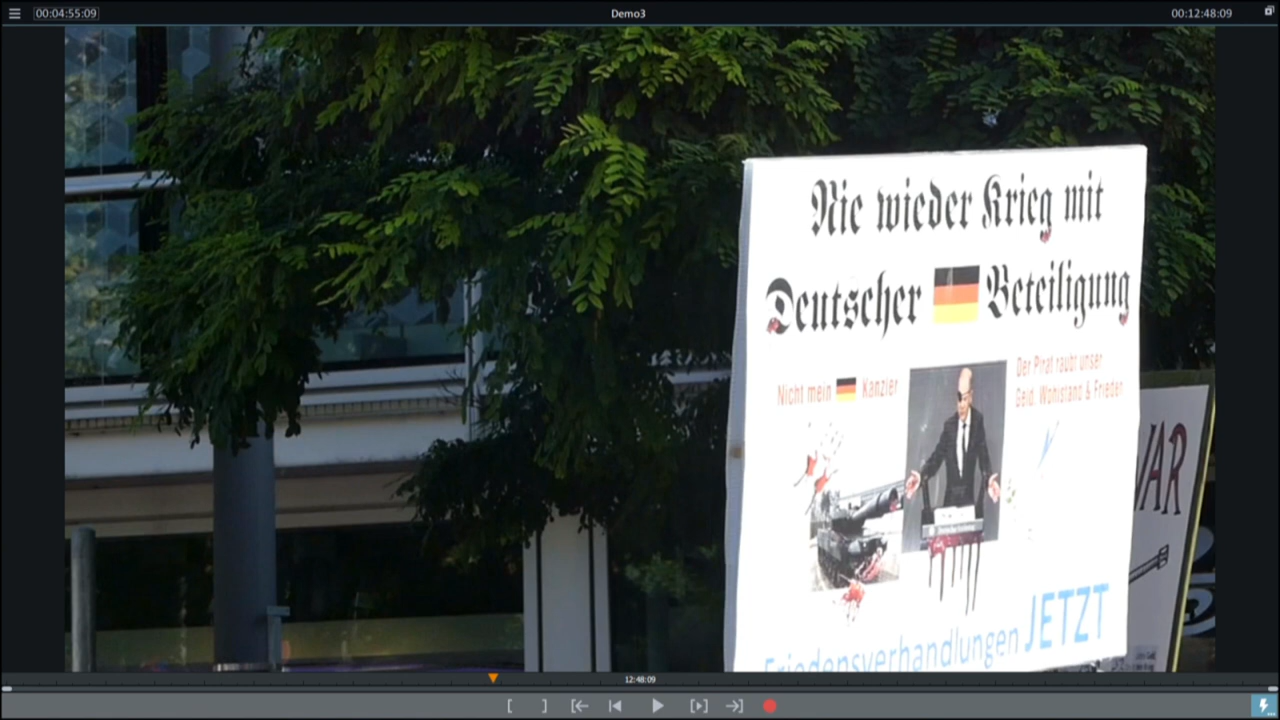 00:04:55:09
Demo3
00:12:48:09
Nie wieder Krieg mit
Deutscher Beteiligung
Nicht mein Kanzler
Der Pirat raubt unser
Geld, Wohlstand & Frieden
Friedensverhandlungen JETZT
WAR
12:48:09